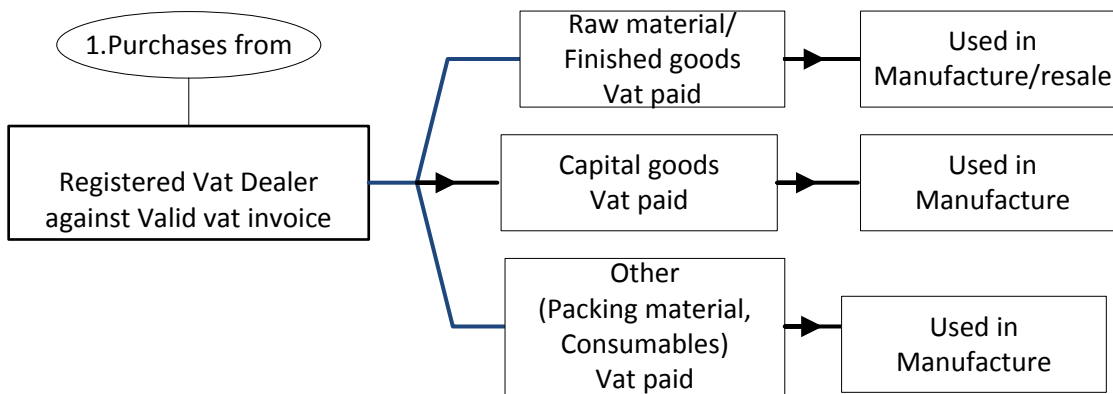 1.Purchases from
Registered Vat Dealer
against Valid vat invoice
Raw material/
Finished goods
Vat paid
Used in
Manufacture/resale
Capital goods
Vat paid
Used in
Manufacture
Other
(Packing material,
Consumables)
Vat paid
Used in
Manufacture